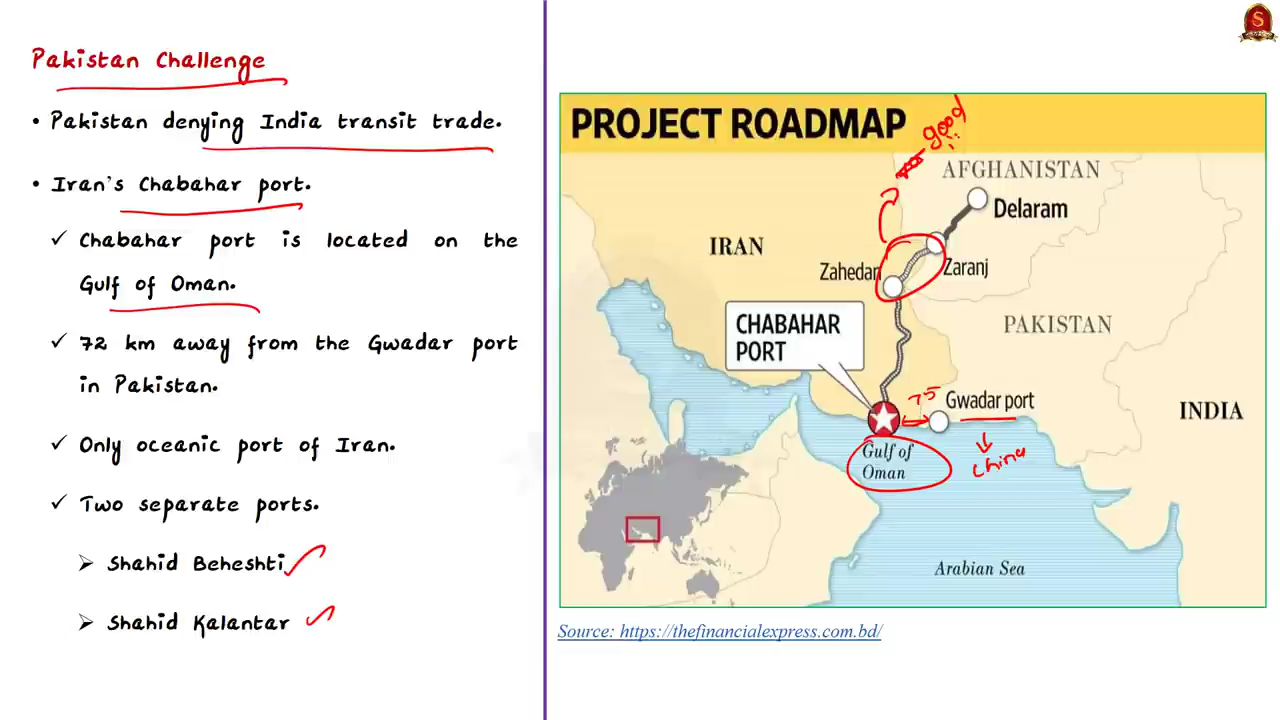 Pakistan Challenge
• Pakistan denying India transit trade.
• Iran's Chabahar port.
✓ Chabahar port is located on the
Gulf of Oman.
✓ 72 km away from the Gwadar port
in Pakistan.
✓ Only oceanic port of Iran.
✓ Two separate ports.
➢ Shahid Beheshti
➢ Shahid Kalantar
PROJECT ROADMAP
good
AFGHANISTAN
Delaram
IRAN
Zahedan
Zaranj
CHABAHAR
PORT
PAKISTAN
75
Gwadar port
INDIA
Gulf of
Oman
China
Arabian Sea
Source: https://thefinancialexpress.com.bd/
S